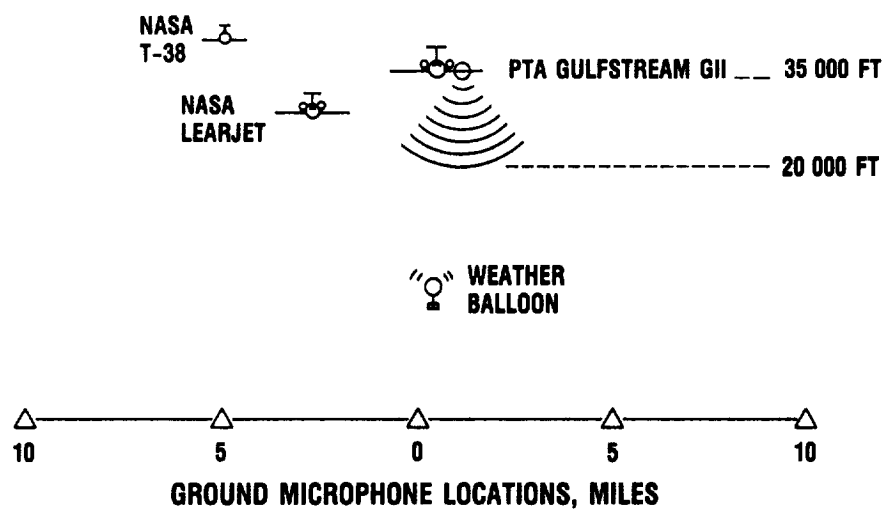 NASA
T-38
PTA GULFSTREAM GII __ 35 000 FT
NASA
LEARJET
20 000 FT
WEATHER
BALLOON
10 5 0 5 10
GROUND MICROPHONE LOCATIONS, MILES